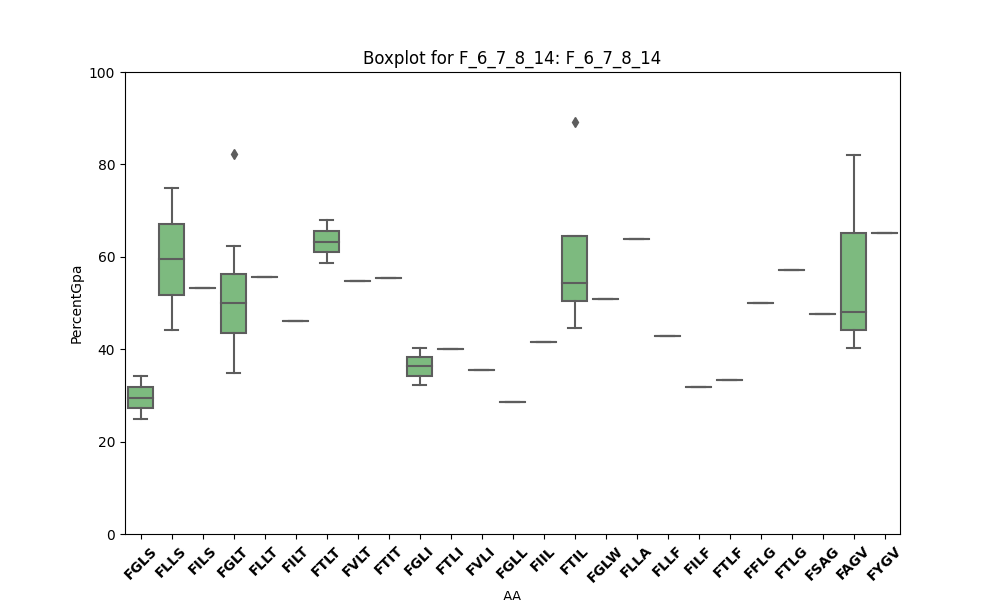 Boxplot for F_6_7_8_14: F_6_7_8_14
100
80
60
40
20
0
PercentGpa
FGLS
FLLS
FILS
FGLT
FLLT
FILT
FTLT
FVLT
FTIT
FGLI
FTLI
FVLI
FGLL
FIIL
FTIL
FGLW
FLLA
FLLF
FILF
FTLF
FFLG
FTLG
FSAG
FAGV
FYGV
AA